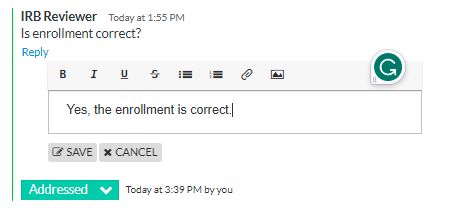 IRB Reviewer Today at 1:55 PM
Is enrollment correct?
Reply
B I U S
Yes, the enrollment is correct.
SAVE × CANCEL
Addressed Today at 3:39 PM by you